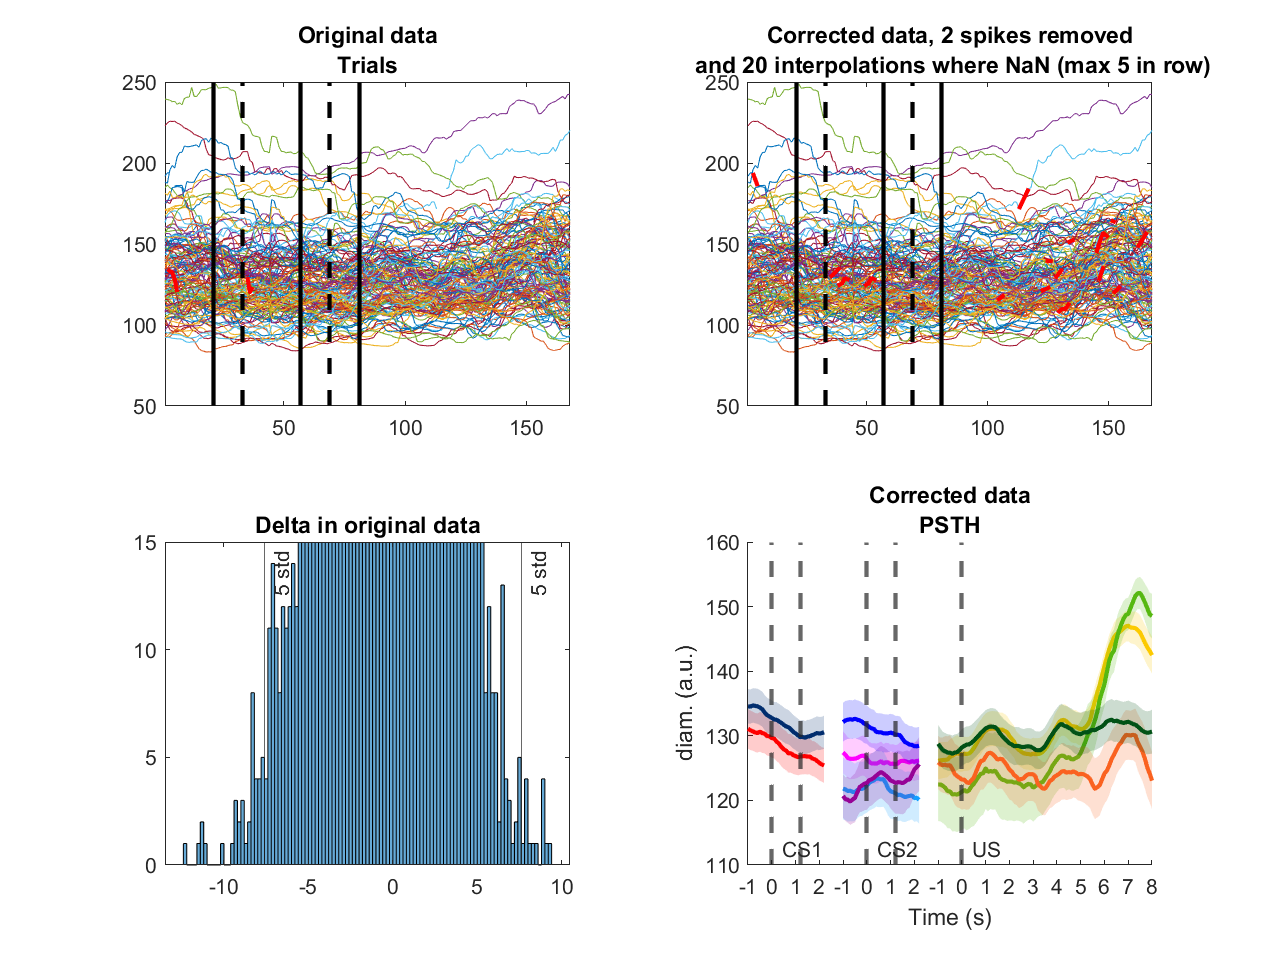 Original data
Trials
250
200
150
100
50
50
100
150
Corrected data, 2 spikes removed
and 20 interpolations where NaN (max 5 in row)
250
200
150
100
50
50
100
150
Delta in original data
15
10
5
0
5 std
5 std
-10
-5
0
5
10
Corrected data
PSTH
160
150
140
130
120
110
diam. (a.u.)
CS1
CS2
US
-1 0 1 2 -1 0 1 2 -1 0 1 2 3 4 5 6 7 8
Time (s)